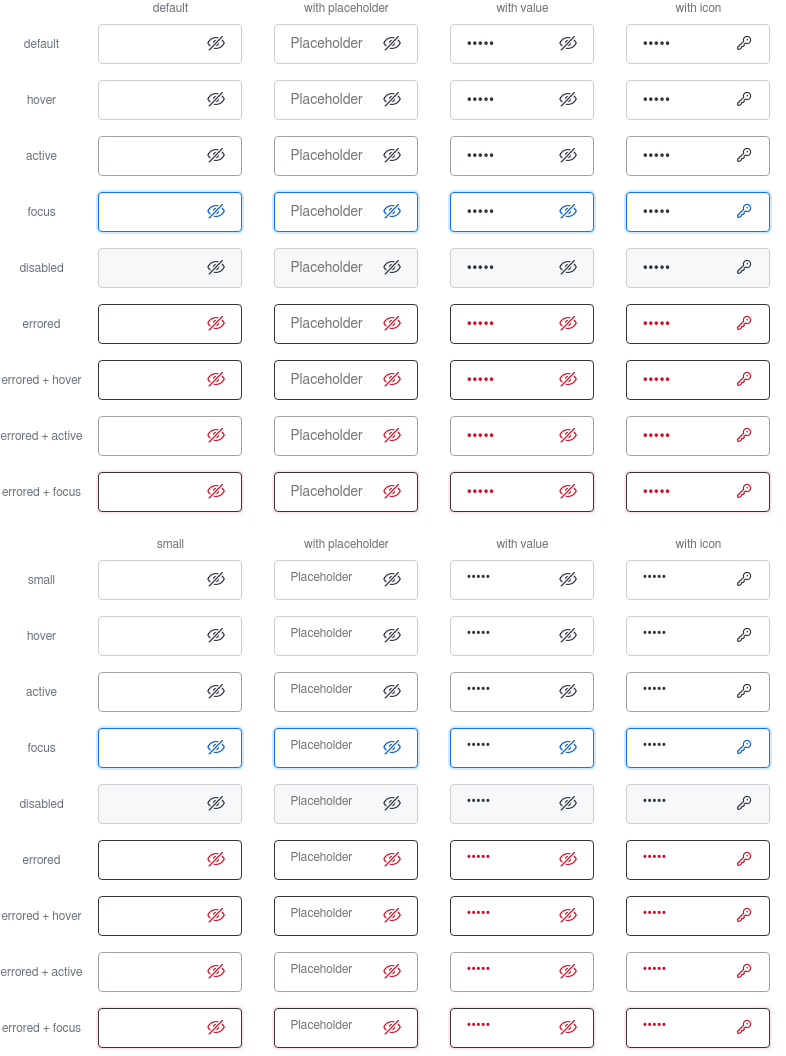 default with placeholder with value with icon
default Placeholder ••••• •••••
hover Placeholder ••••• •••••
active Placeholder ••••• •••••
focus Placeholder ••••• •••••
disabled Placeholder ••••• •••••
errored Placeholder ••••• •••••
errored + hover Placeholder ••••• •••••
errored + active Placeholder ••••• •••••
errored + focus Placeholder ••••• •••••
small with placeholder with value with icon
small Placeholder ••••• •••••
hover Placeholder ••••• •••••
active Placeholder ••••• •••••
focus Placeholder ••••• •••••
disabled Placeholder ••••• •••••
errored Placeholder ••••• •••••
errored + hover Placeholder ••••• •••••
errored + active Placeholder ••••• •••••
errored + focus Placeholder ••••• •••••